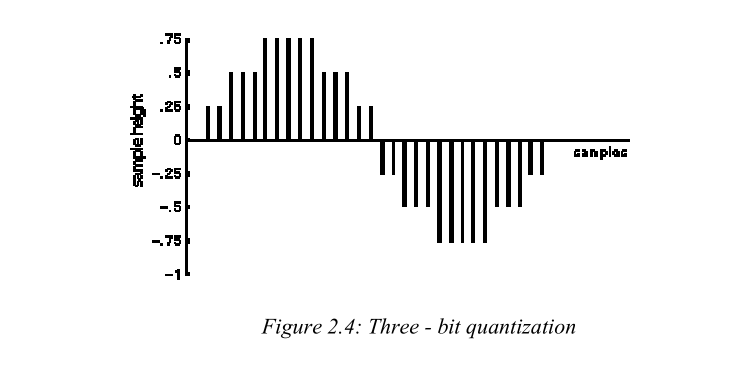 .75
.5
sample height
.25
0
samples
-.25
-.5
-.75
-1
Figure 2.4: Three - bit quantization